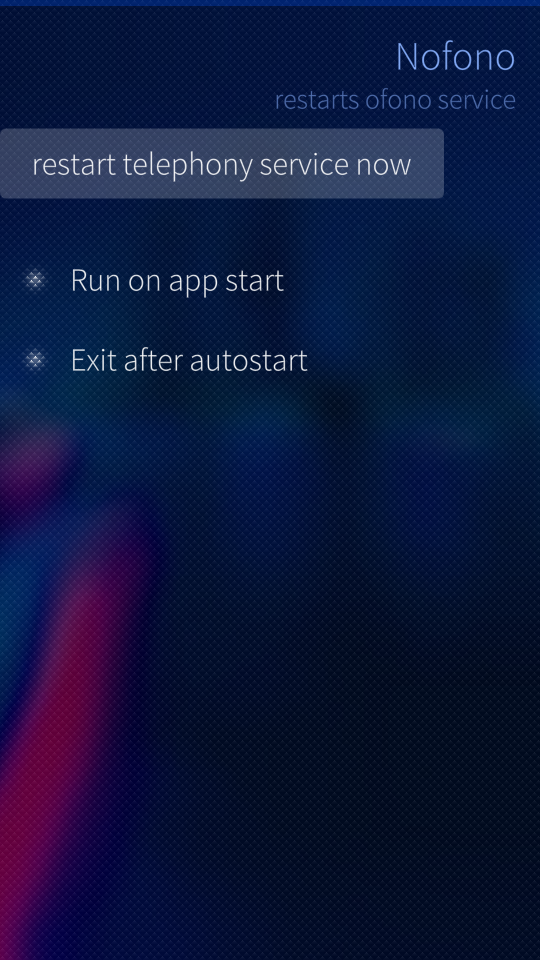 Nofono
restarts ofono service
restart telephony service now
Run on app start
Exit after autostart